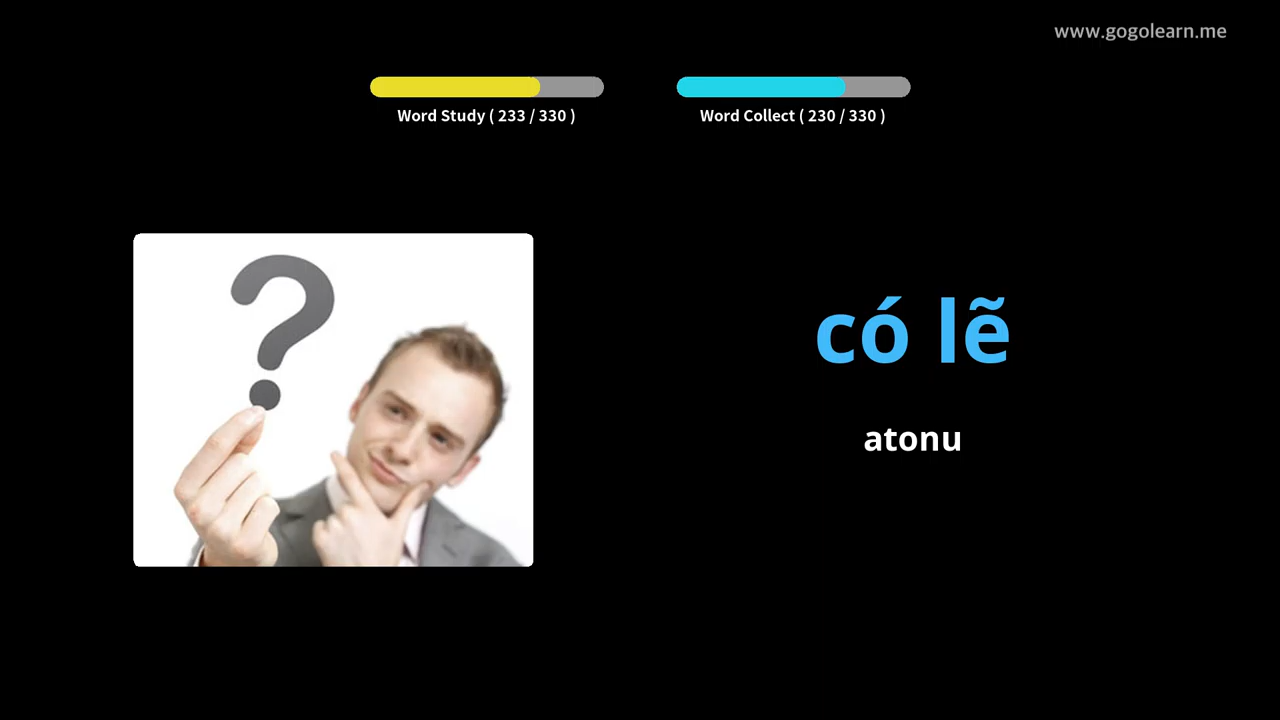 www.gogolearn.me
Word Study ( 233 / 330 )
Word Collect ( 230 / 330 )
?
có lẽ
atonu